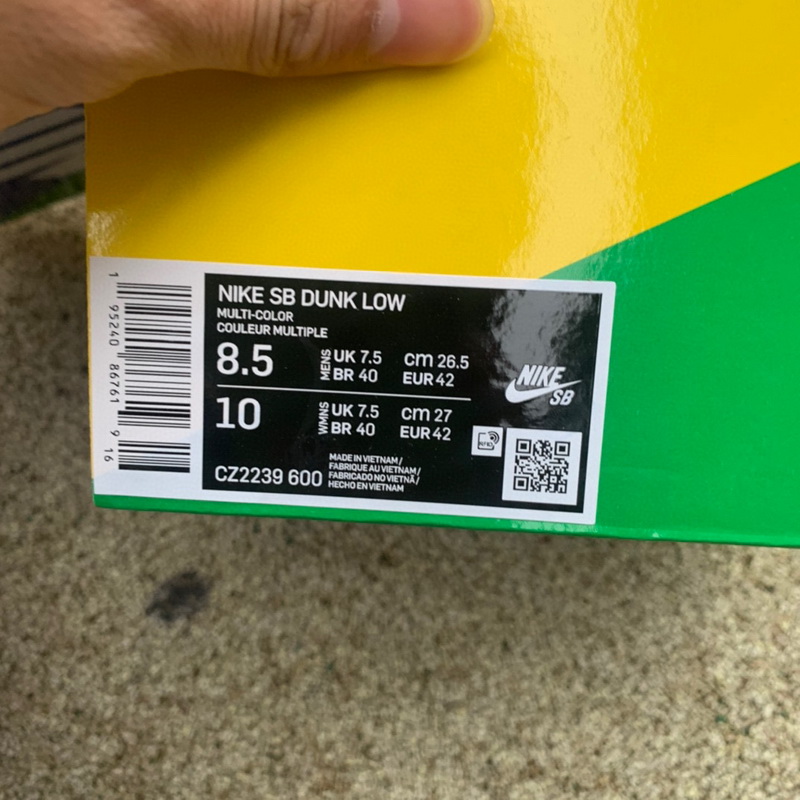 1 95240 86761 9 16
NIKE SB DUNK LOW
MULTI-COLOR
COULEUR MULTIPLE
8.5 MENS UK 7.5 cm 26.5
BR 40 EUR 42
10 WMNS UK 7.5 cm 27
BR 40 EUR 42
CZ2239 600
MADE IN VIETNAM /
FABRIQUE AU VIETNAM /
FABRICADO NO VIETNÃ /
HECHO EN VIETNAM
NIKE
SB